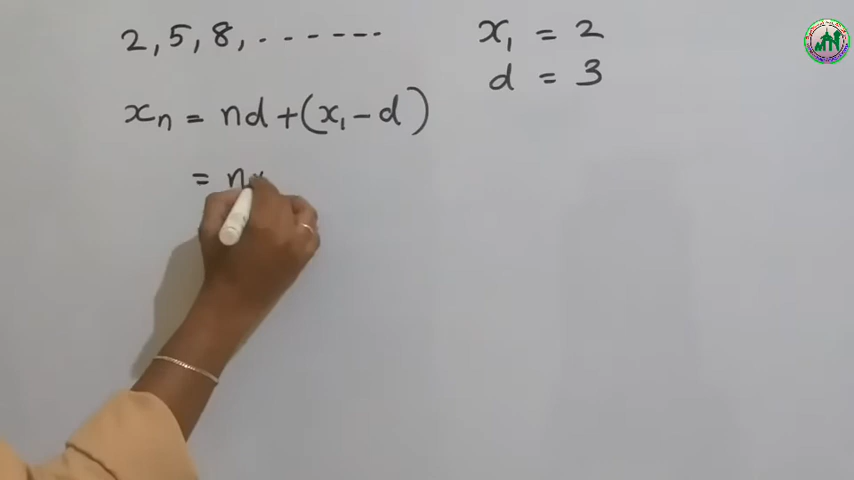 2, 5, 8, .......
x₁ = 2
d = 3
xₙ = nd + (x₁ - d)
= n×